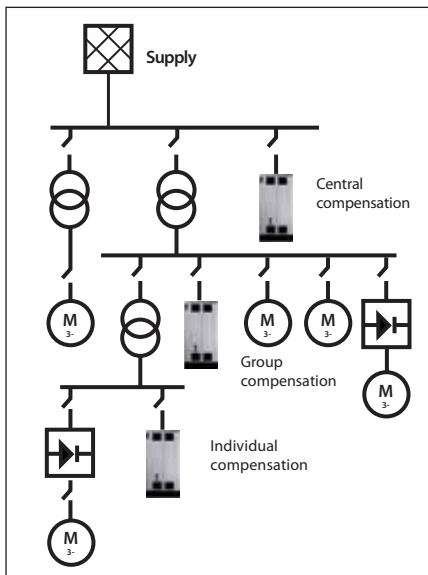 Supply
Central
compensation
M
3-
M
3-
M
3-
Group
compensation
M
3-
Individual
compensation
M
3-